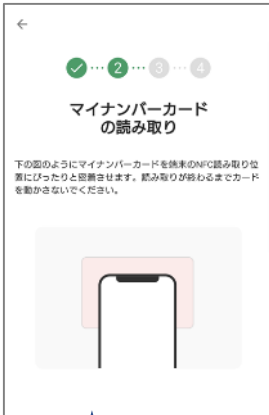 2 3 4
マイナンバーカード
の読み取り
下の図のようにマイナンバーカードを端末のNFC読み取り位
置にぴったりと密着させます。読み取りが終わるまでカード
を動かさないでください。